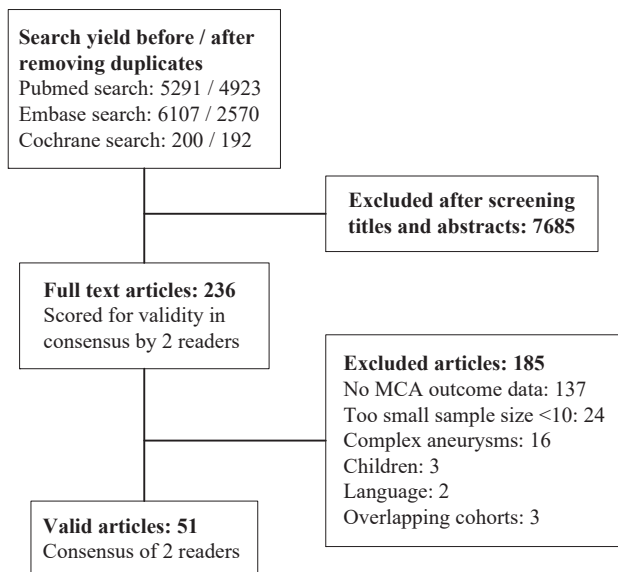 Search yield before / after
removing duplicates
Pubmed search: 5291 / 4923
Embase search: 6107 / 2570
Cochrane search: 200 / 192
Excluded after screening
titles and abstracts: 7685
Full text articles: 236
Scored for validity in
consensus by 2 readers
Excluded articles: 185
No MCA outcome data: 137
Too small sample size <10: 24
Complex aneurysms: 16
Children: 3
Language: 2
Overlapping cohorts: 3
Valid articles: 51
Consensus of 2 readers